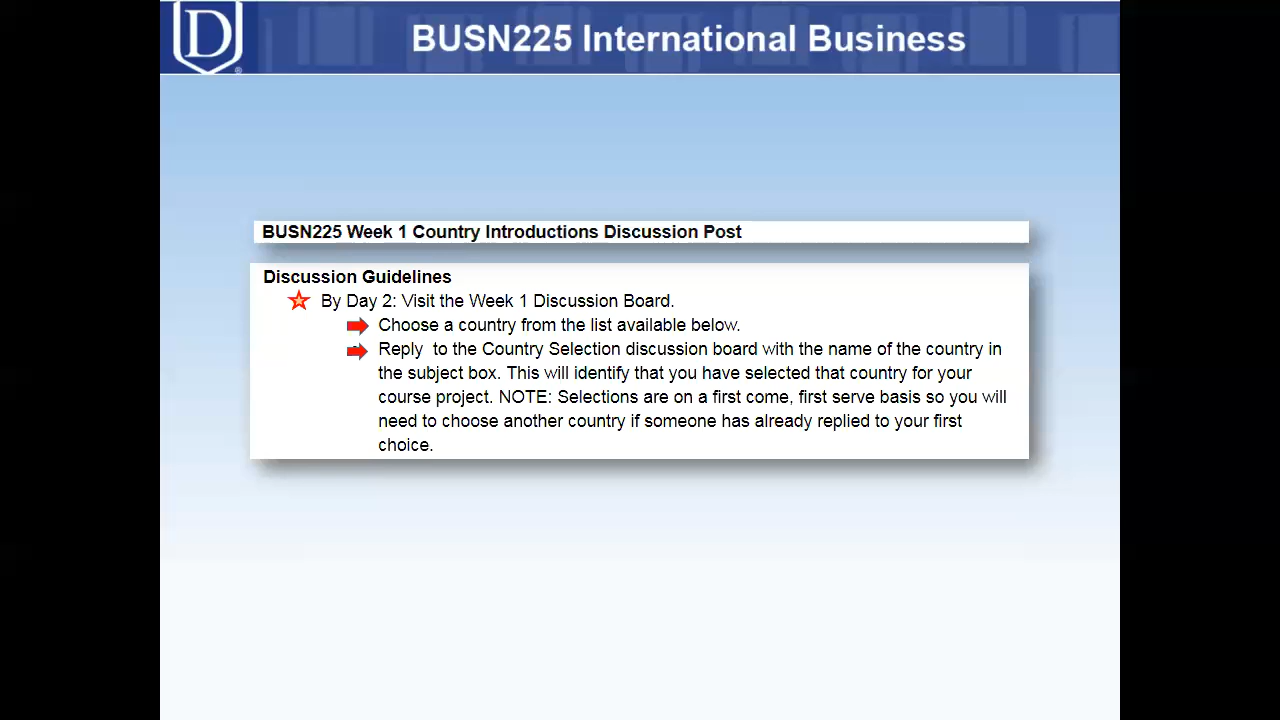 D
BUSN225 International Business
BUSN225 Week 1 Country Introductions Discussion Post
Discussion Guidelines
By Day 2: Visit the Week 1 Discussion Board.
Choose a country from the list available below.
Reply to the Country Selection discussion board with the name of the country in
the subject box. This will identify that you have selected that country for your
course project. NOTE: Selections are on a first come, first serve basis so you will
need to choose another country if someone has already replied to your first
choice.